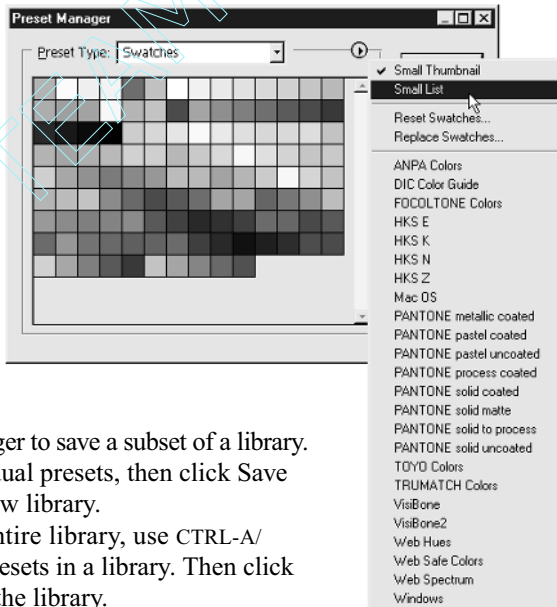 Preset Manager
Preset Type: Swatches
Small Thumbnail
Small List
Reset Swatches...
Replace Swatches...
ANPA Colors
DIC Color Guide
FOCOLTONE Colors
HKS E
HKS K
HKS N
HKS Z
Mac OS
PANTONE metallic coated
PANTONE pastel coated
PANTONE pastel uncoated
PANTONE process coated
PANTONE solid coated
PANTONE solid matte
PANTONE solid to process
PANTONE solid uncoated
TOYO Colors
TRUMATCH Colors
VisiBone
VisiBone2
Web Hues
Web Safe Colors
Web Spectrum
Windows
ger to save a subset of a library.
dual presets, then click Save
w library.
ntire library, use CTRL-A/
resets in a library. Then click
the library.